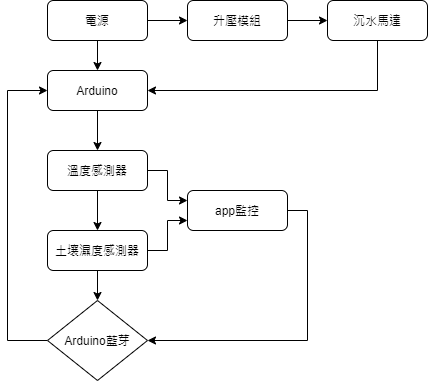 電源
升壓模組
沉水馬達
Arduino
溫度感測器
app監控
土壤濕度感測器
Arduino藍芽